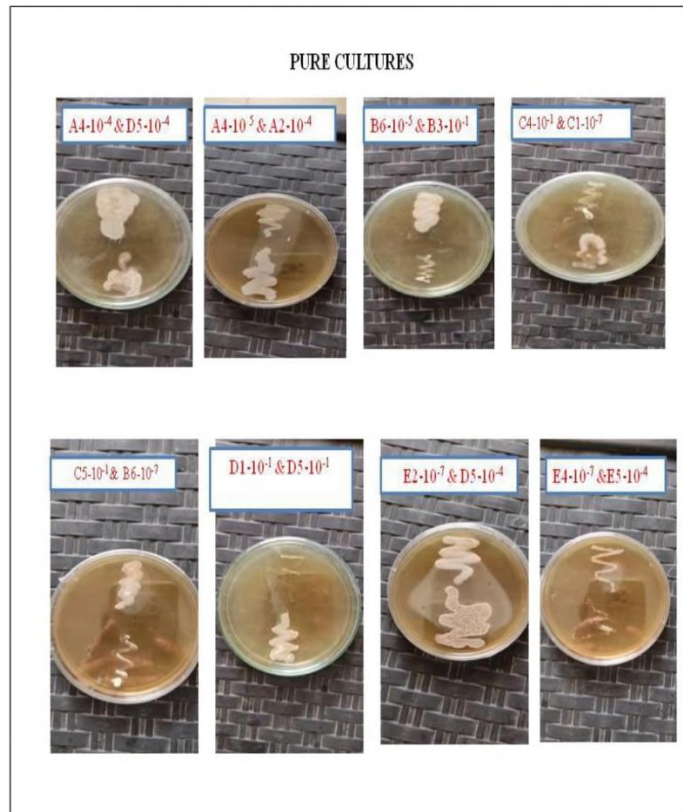 PURE CULTURES
A4-10⁻⁴ & D5-10⁻⁴
A4-10⁻⁵ & A2-10⁻⁴
B6-10⁻⁵ & B3-10⁻¹
C4-10⁻¹ & C1-10⁻⁷
C5-10⁻¹ & B6-10⁻⁷
D1-10⁻¹ & D5-10⁻¹
E2-10⁻⁷ & D5-10⁻⁴
E4-10⁻⁷ & E5-10⁻⁴